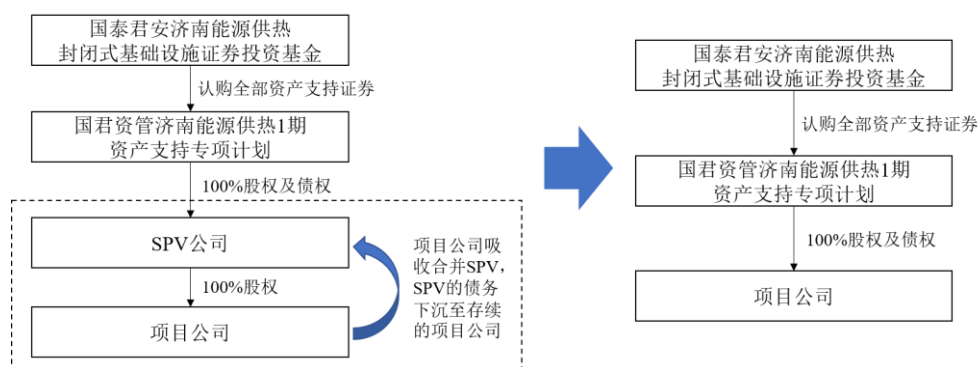 国泰君安济南能源供热
封闭式基础设施证券投资基金
认购全部资产支持证券
国君资管济南能源供热1期
资产支持专项计划
100%股权及债权
SPV公司
100%股权
项目公司
项目公司吸
收合并SPV，
SPV的债务
下沉至存续
的项目公司
国泰君安济南能源供热
封闭式基础设施证券投资基金
认购全部资产支持证券
国君资管济南能源供热1期
资产支持专项计划
100%股权及债权
项目公司